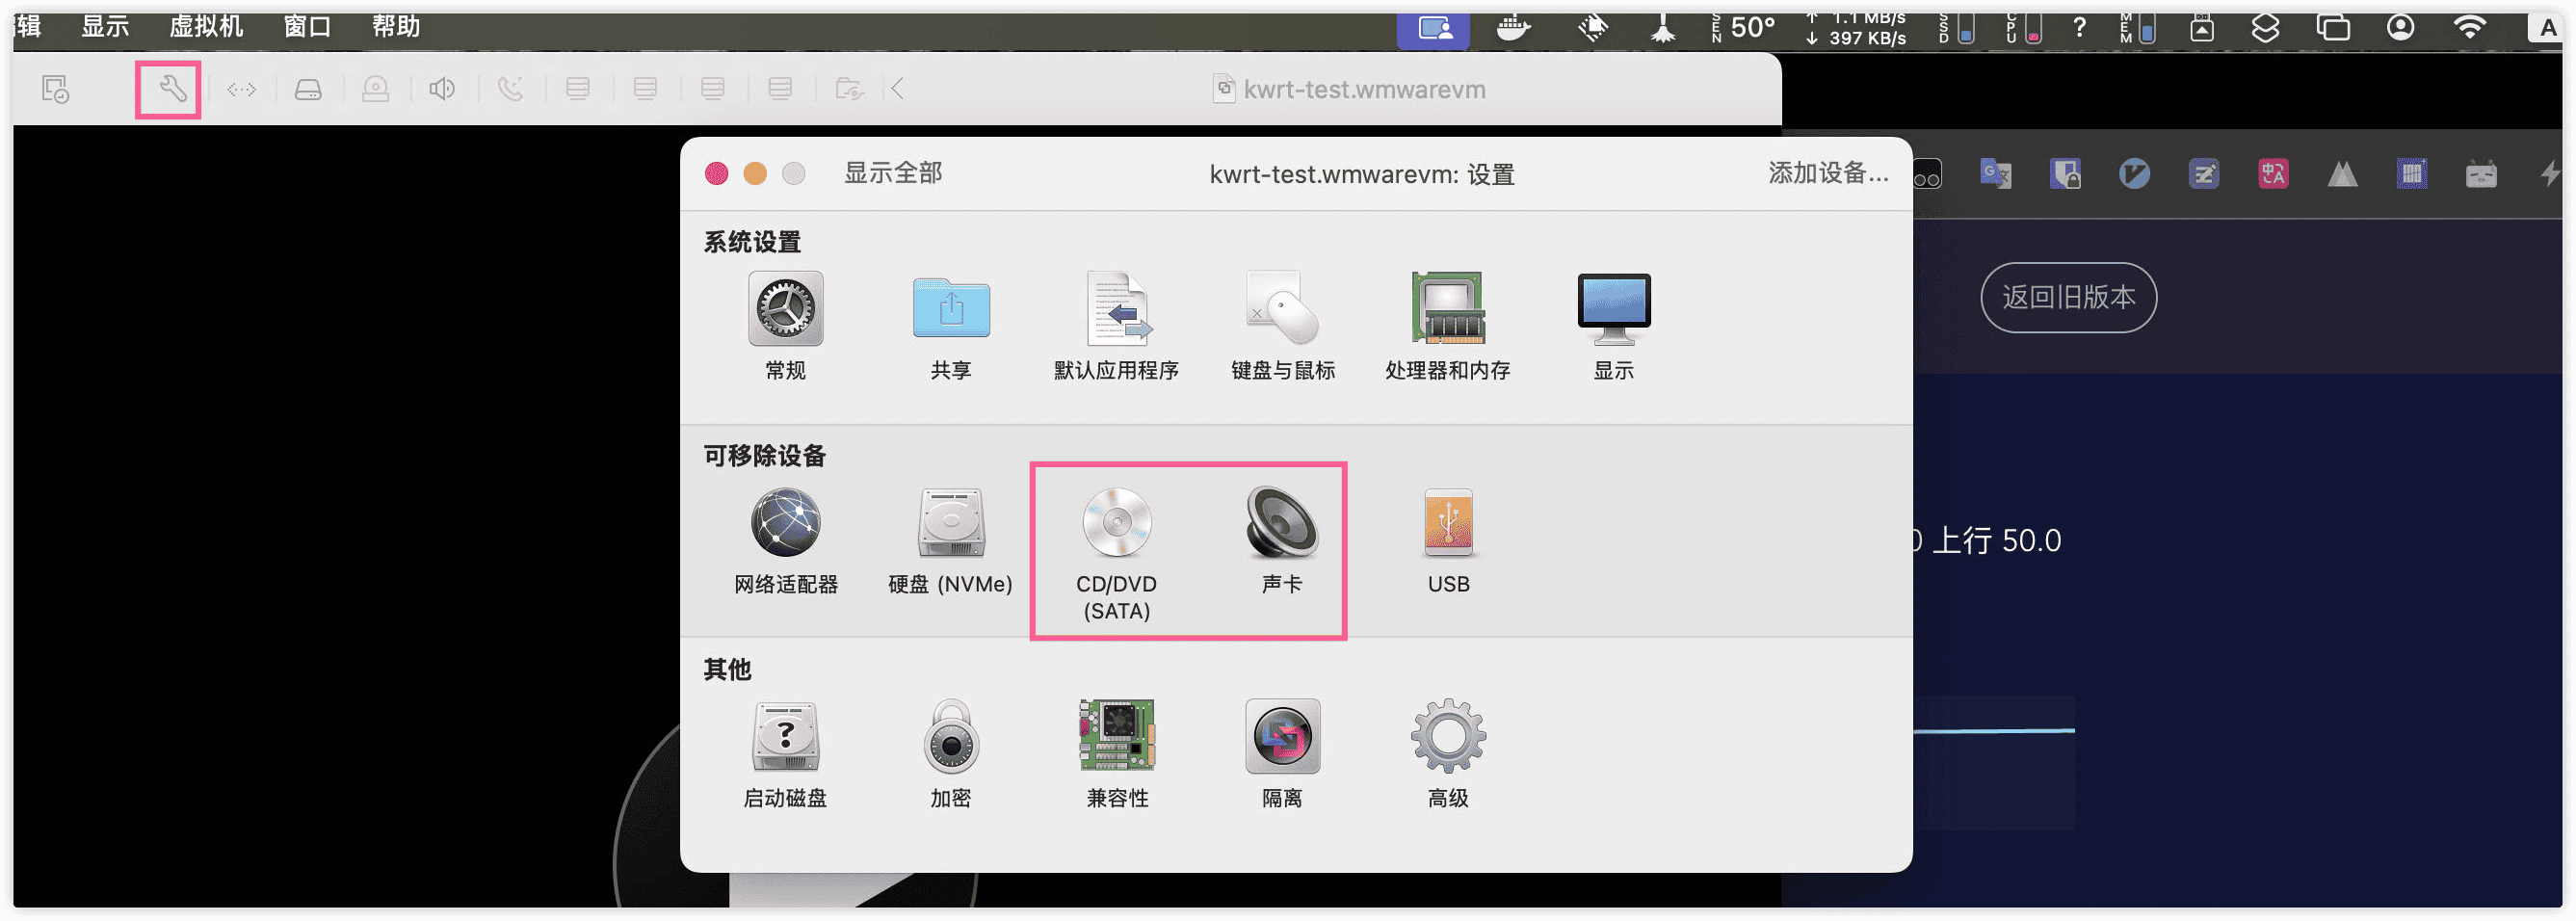 辑 显示 虚拟机 窗口 帮助
SEN 50° ↑ 1.1 MB/s SSD CPU ? MEM A
↓ 397 KB/s
kwrt-test.wmwarevm
显示全部 kwrt-test.wmwarevm: 设置 添加设备...
系统设置
常规 共享 默认应用程序 键盘与鼠标 处理器和内存 显示
返回旧版本
可移除设备
网络适配器 硬盘 (NVMe) CD/DVD 声卡 USB
(SATA)
0 上行 50.0
其他
启动磁盘 加密 兼容性 隔离 高级